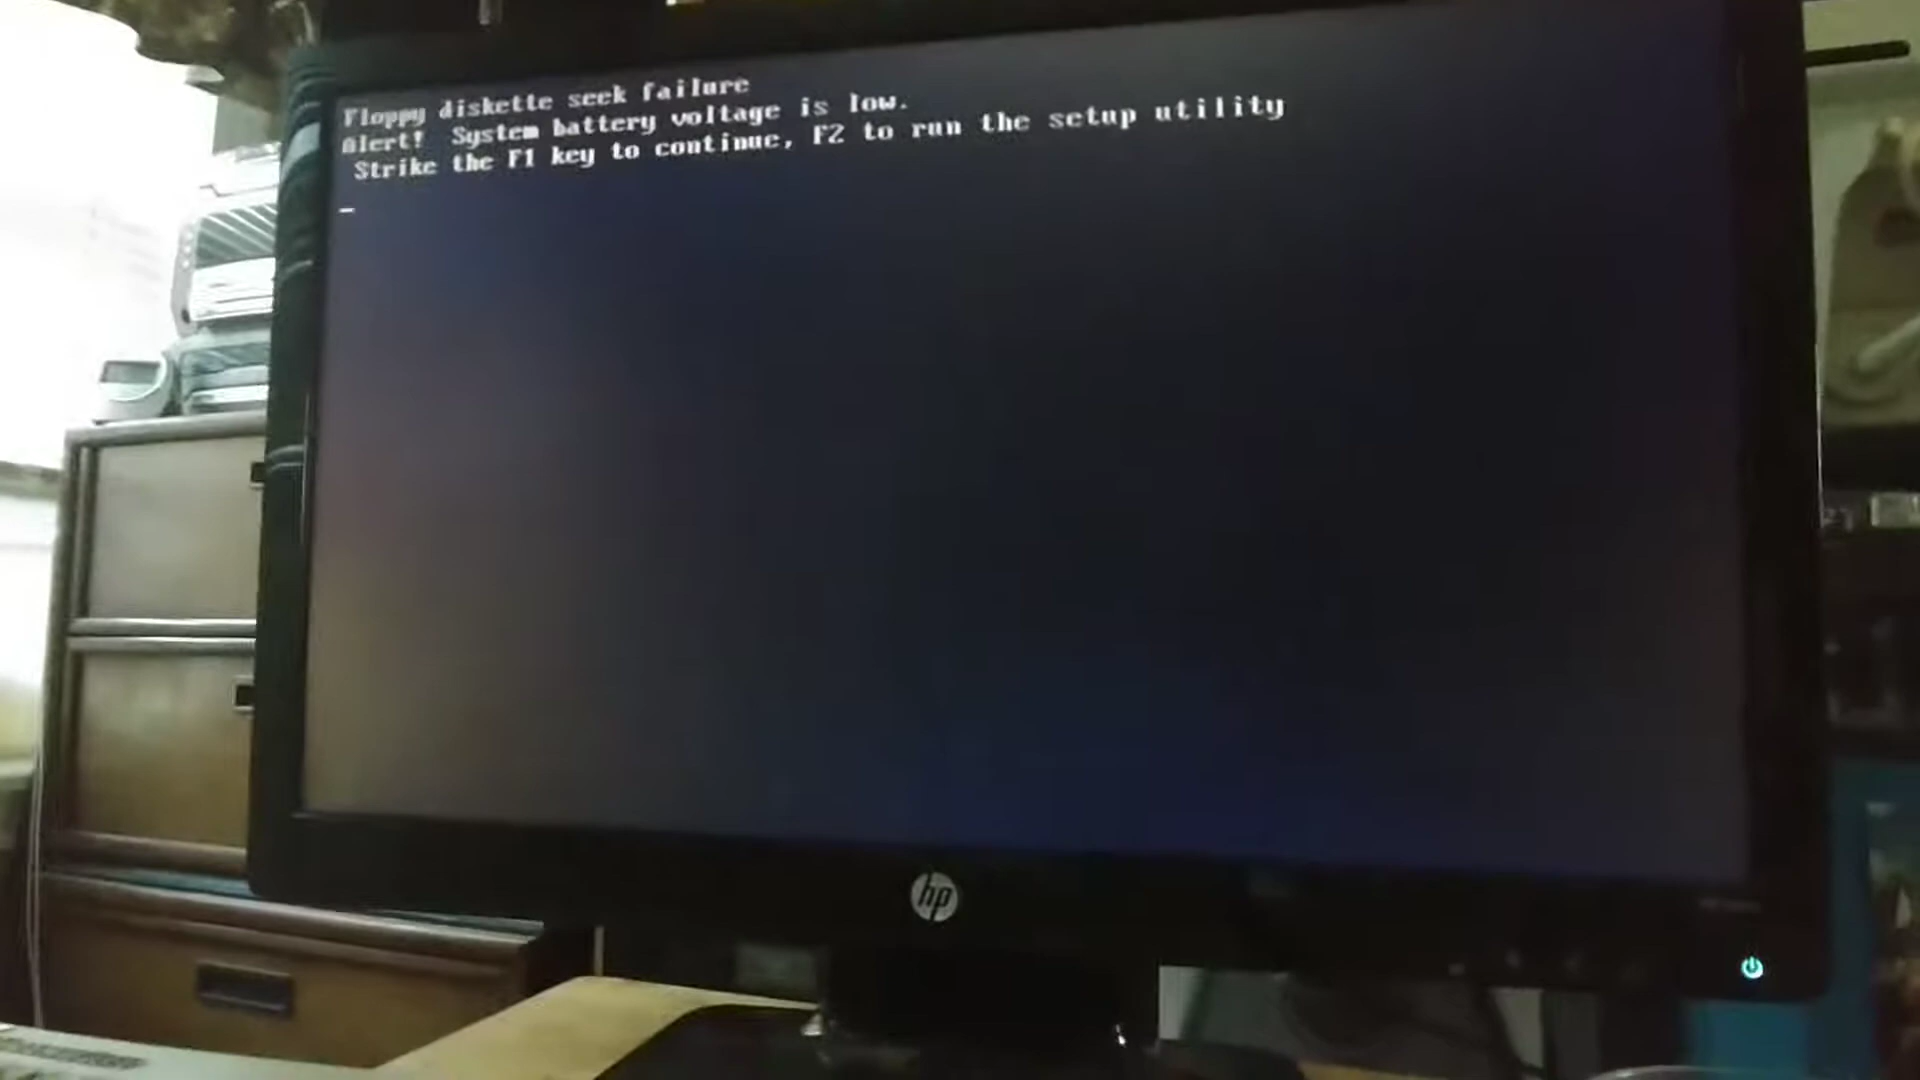 Floppy diskette seek failure
Alert!  System battery voltage is low.
Strike the F1 key to continue, F2 to run the setup utility
hp